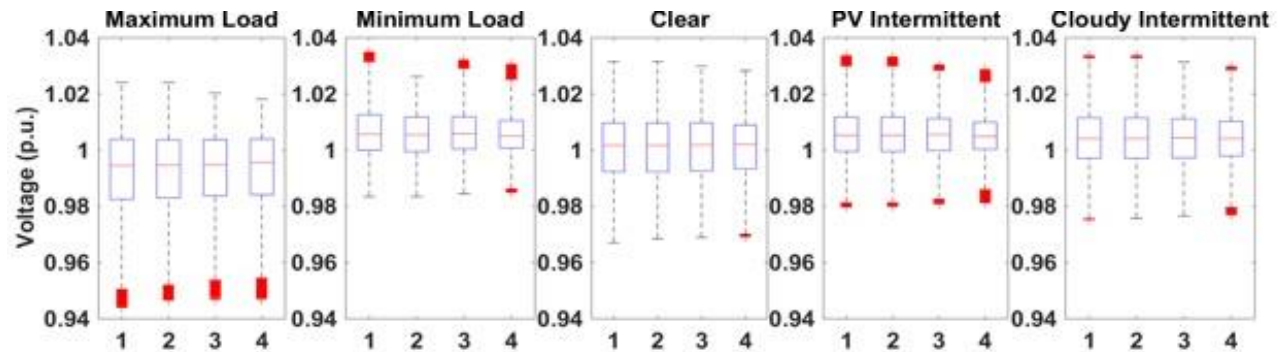 Maximum Load Minimum Load Clear PV Intermittent Cloudy Intermittent
1.04 1.04 1.04 1.04 1.04
1.02 1.02 1.02 1.02 1.02
1 1 1 1 1
0.98 0.98 0.98 0.98 0.98
0.96 0.96 0.96 0.96 0.96
0.94 0.94 0.94 0.94 0.94
Voltage (p.u.)
1 2 3 4 1 2 3 4 1 2 3 4 1 2 3 4 1 2 3 4